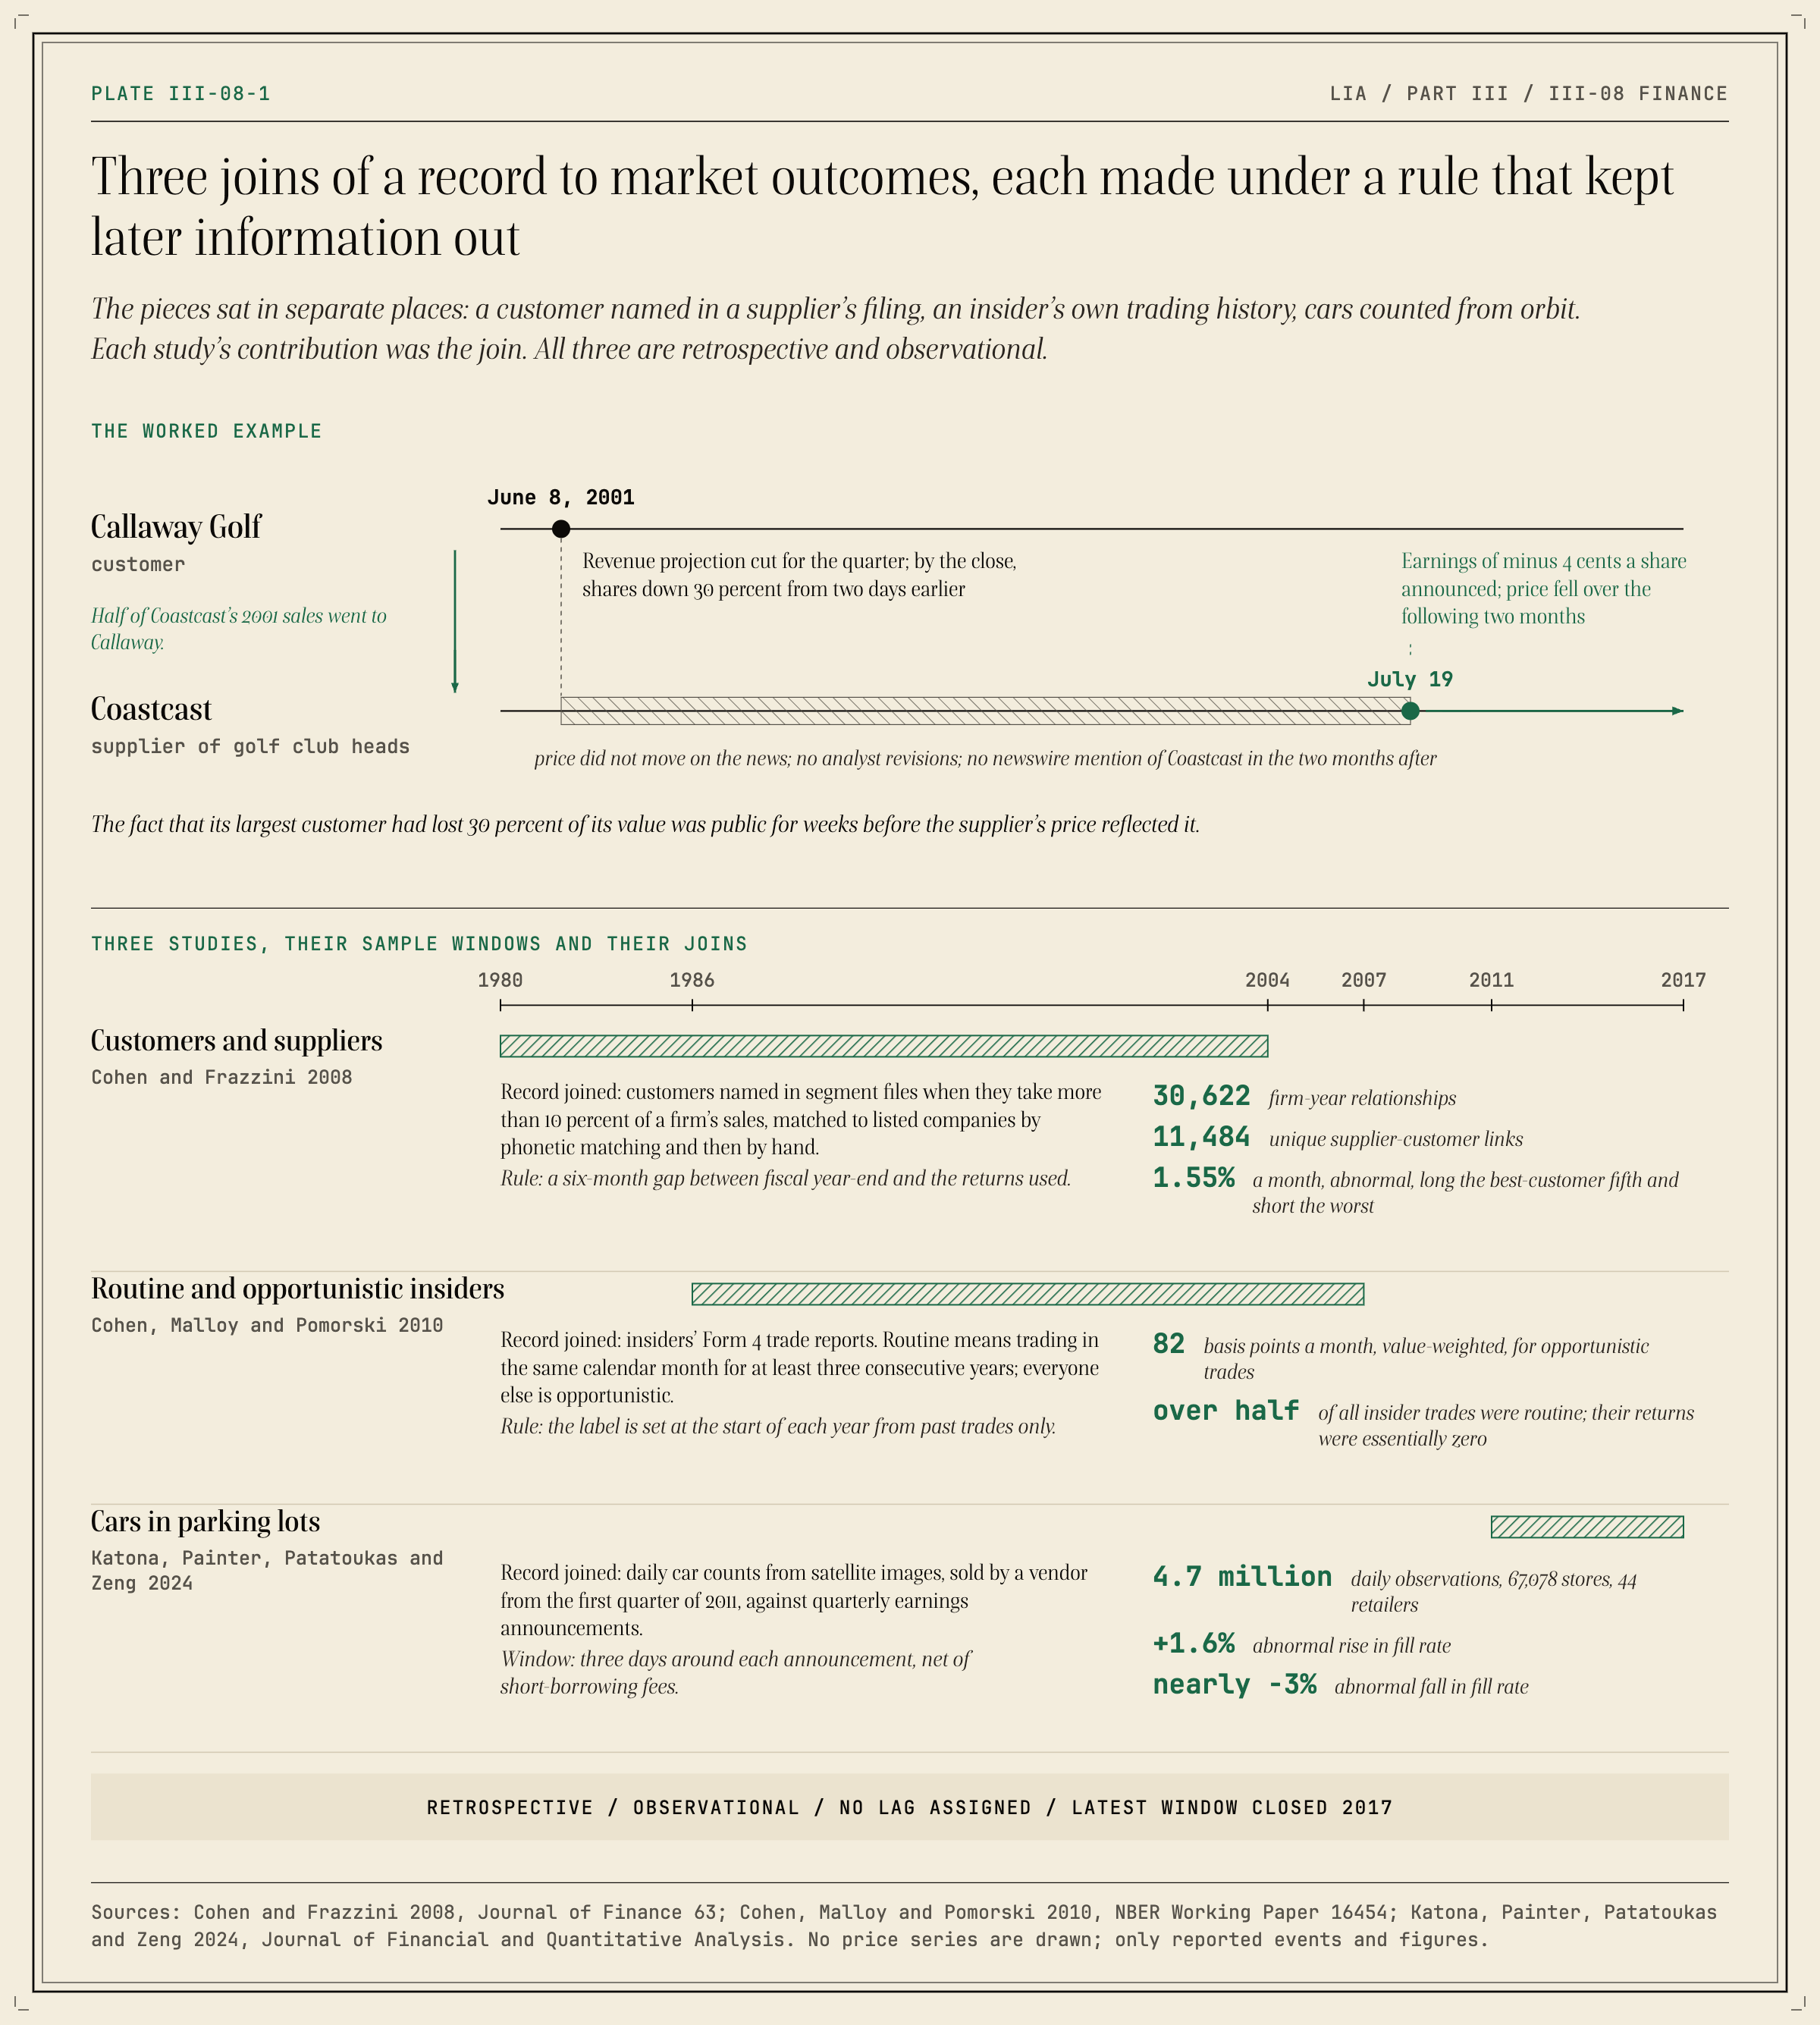 PLATE III-08-1
LIA / PART III / III-08 FINANCE
Three joins of a record to market outcomes, each made under a rule that kept
later information out
The pieces sat in separate places: a customer named in a supplier’s filing, an insider’s own trading history, cars counted from orbit.
Each study’s contribution was the join. All three are retrospective and observational.
THE WORKED EXAMPLE
June 8, 2001
Callaway Golf
customer
Half of Coastcast’s 2001 sales went to
Callaway.
Revenue projection cut for the quarter; by the close,
shares down 30 percent from two days earlier
Earnings of minus 4 cents a share
announced; price fell over the
following two months
July 19
Coastcast
supplier of golf club heads
price did not move on the news; no analyst revisions; no newswire mention of Coastcast in the two months after
The fact that its largest customer had lost 30 percent of its value was public for weeks before the supplier’s price reflected it.
THREE STUDIES, THEIR SAMPLE WINDOWS AND THEIR JOINS
1980 1986 2004 2007 2011 2017
Customers and suppliers
Cohen and Frazzini 2008
Record joined: customers named in segment files when they take more
than 10 percent of a firm’s sales, matched to listed companies by
phonetic matching and then by hand.
Rule: a six-month gap between fiscal year-end and the returns used.
30,622 firm-year relationships
11,484 unique supplier-customer links
1.55% a month, abnormal, long the best-customer fifth and
short the worst
Routine and opportunistic insiders
Cohen, Malloy and Pomorski 2010
Record joined: insiders’ Form 4 trade reports. Routine means trading in
the same calendar month for at least three consecutive years; everyone
else is opportunistic.
Rule: the label is set at the start of each year from past trades only.
82 basis points a month, value-weighted, for opportunistic
trades
over half of all insider trades were routine; their returns
were essentially zero
Cars in parking lots
Katona, Painter, Patatoukas and
Zeng 2024
Record joined: daily car counts from satellite images, sold by a vendor
from the first quarter of 2011, against quarterly earnings
announcements.
Window: three days around each announcement, net of
short-borrowing fees.
4.7 million daily observations, 67,078 stores, 44
retailers
+1.6% abnormal rise in fill rate
nearly -3% abnormal fall in fill rate
RETROSPECTIVE / OBSERVATIONAL / NO LAG ASSIGNED / LATEST WINDOW CLOSED 2017
Sources: Cohen and Frazzini 2008, Journal of Finance 63; Cohen, Malloy and Pomorski 2010, NBER Working Paper 16454; Katona, Painter, Patatoukas
and Zeng 2024, Journal of Financial and Quantitative Analysis. No price series are drawn; only reported events and figures.